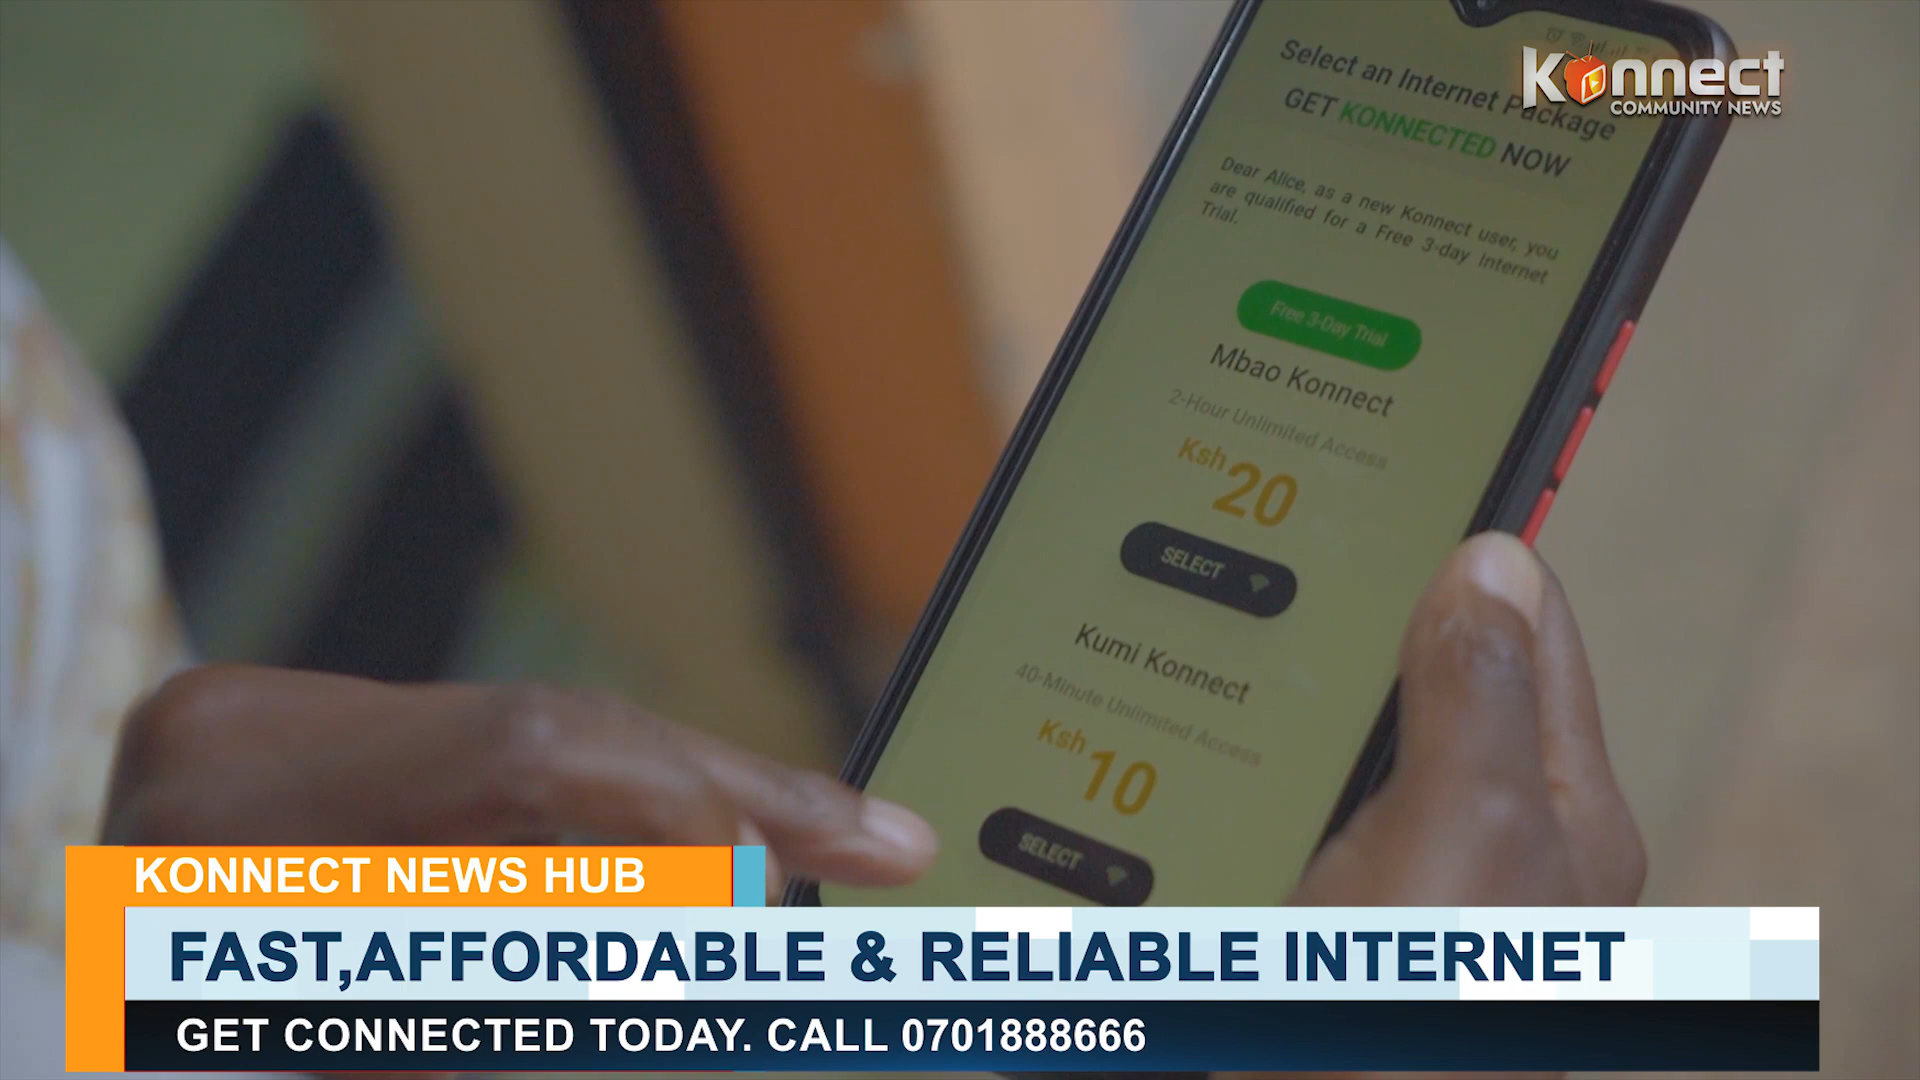 Konnect
COMMUNITY NEWS
Select an Internet Package
GET KONNECTED NOW
Dear Alice, as a new Konnect user, you
are qualified for a Free 3-day Internet
Trial.
Free 3-Day Trial
Mbao Konnect
2-Hour Unlimited Access
Ksh 20
SELECT
Kumi Konnect
40-Minute Unlimited Access
Ksh 10
SELECT
KONNECT NEWS HUB
FAST,AFFORDABLE & RELIABLE INTERNET
GET CONNECTED TODAY. CALL 0701888666